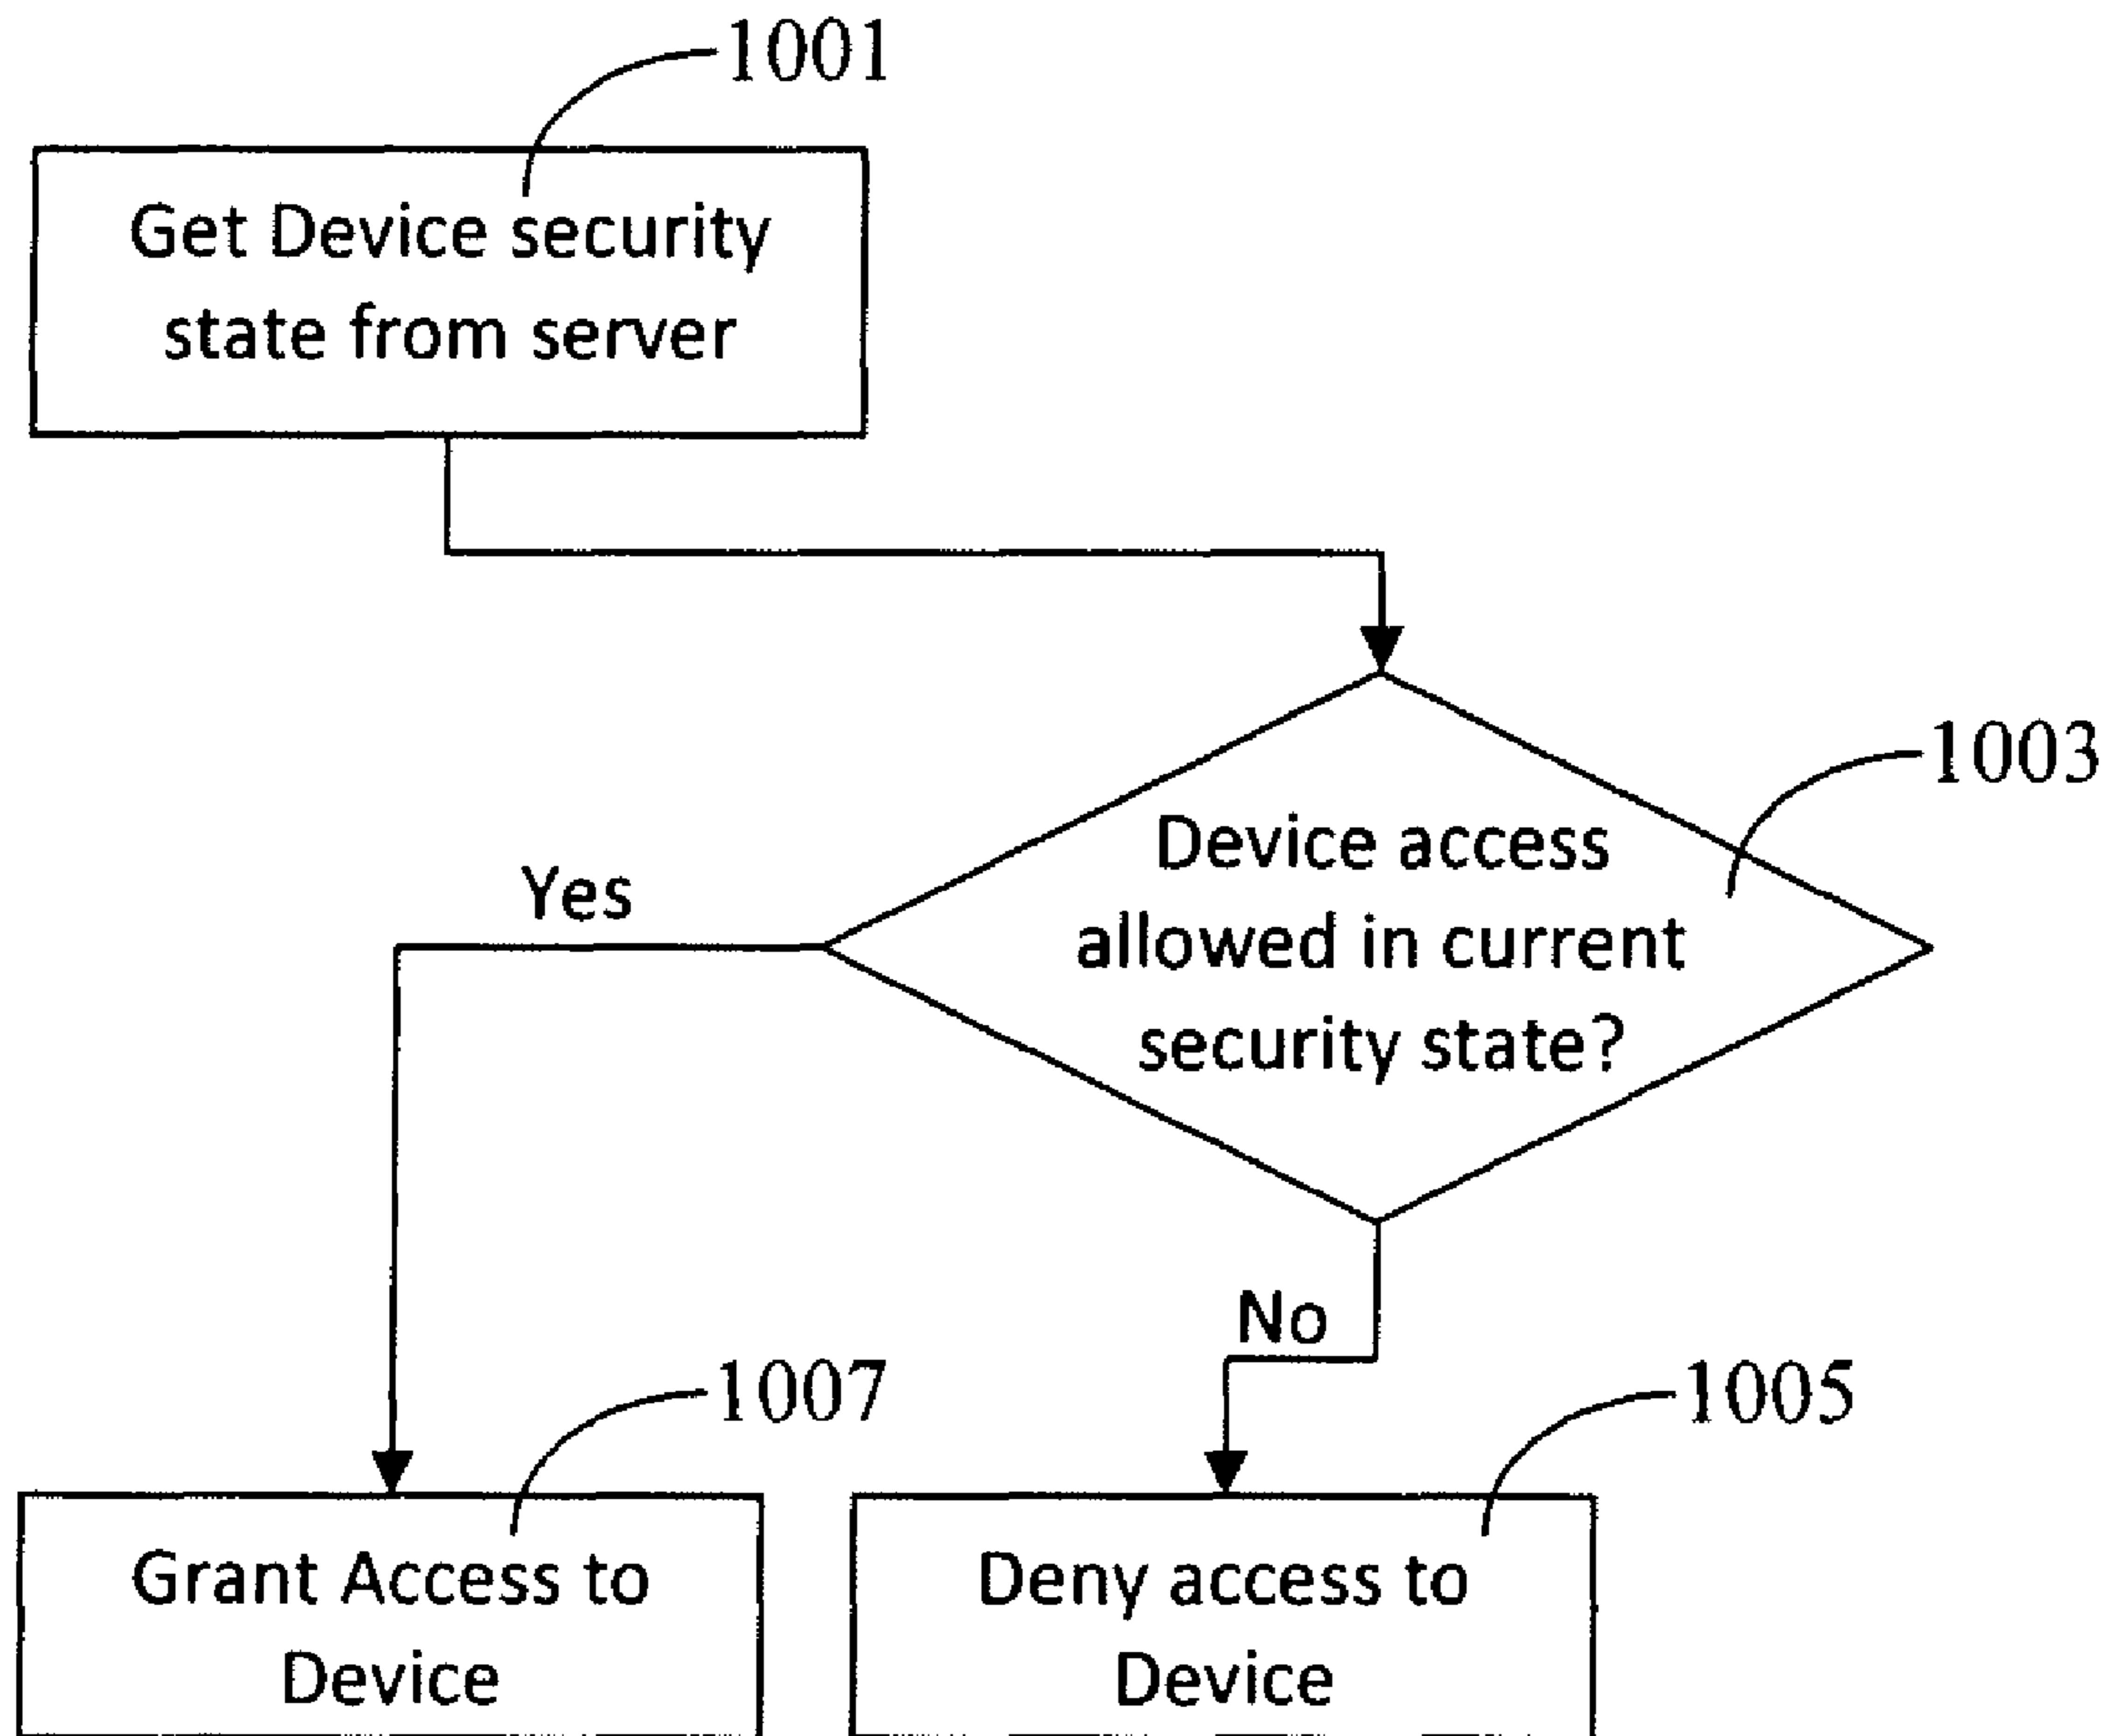 1001
Get Device security
state from server
1003
Device access
allowed in current
security state?
Yes
No
1007
1005
Grant Access to
Device
Deny access to
Device